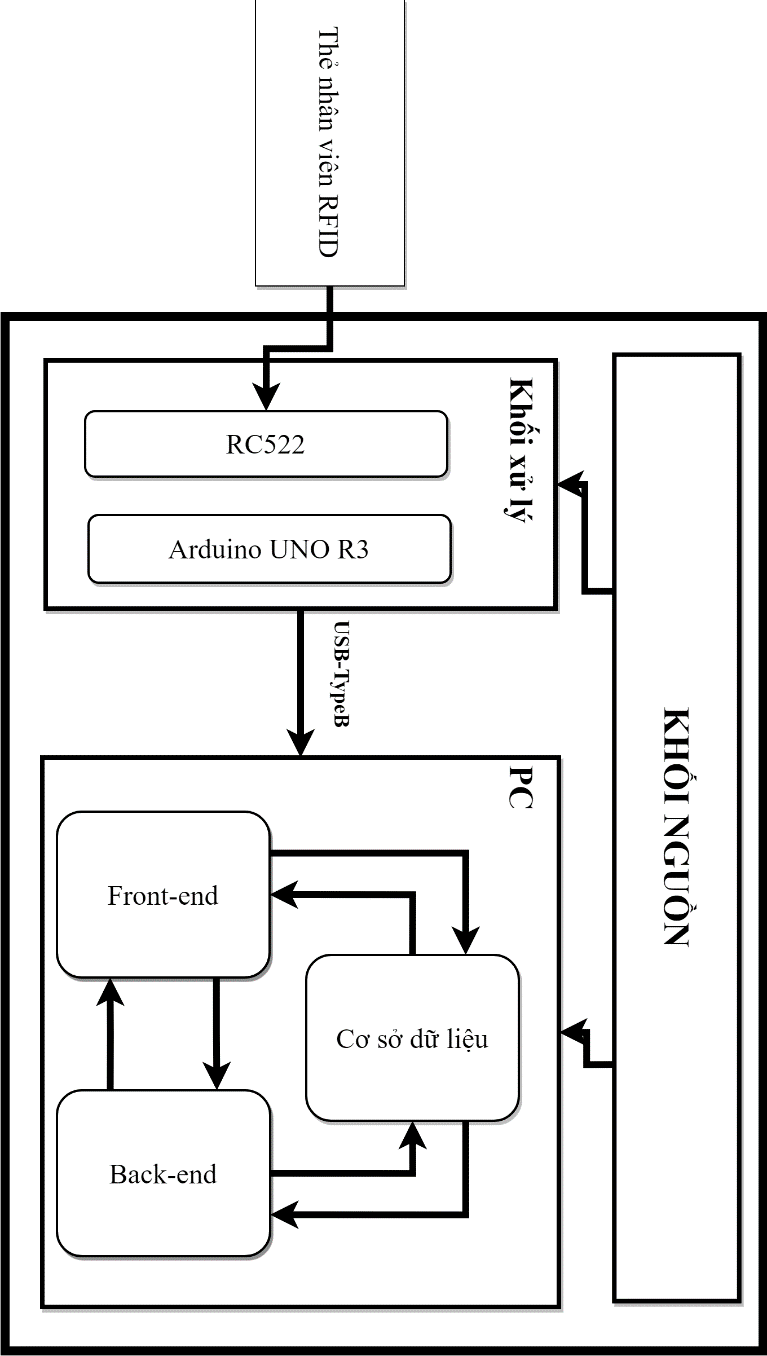 Thẻ nhân viên RFID
Khối xử lý
RC522
Arduino UNO R3
USB-TypeB
KHỐI NGUỒN
PC
Front-end
Cơ sở dữ liệu
Back-end